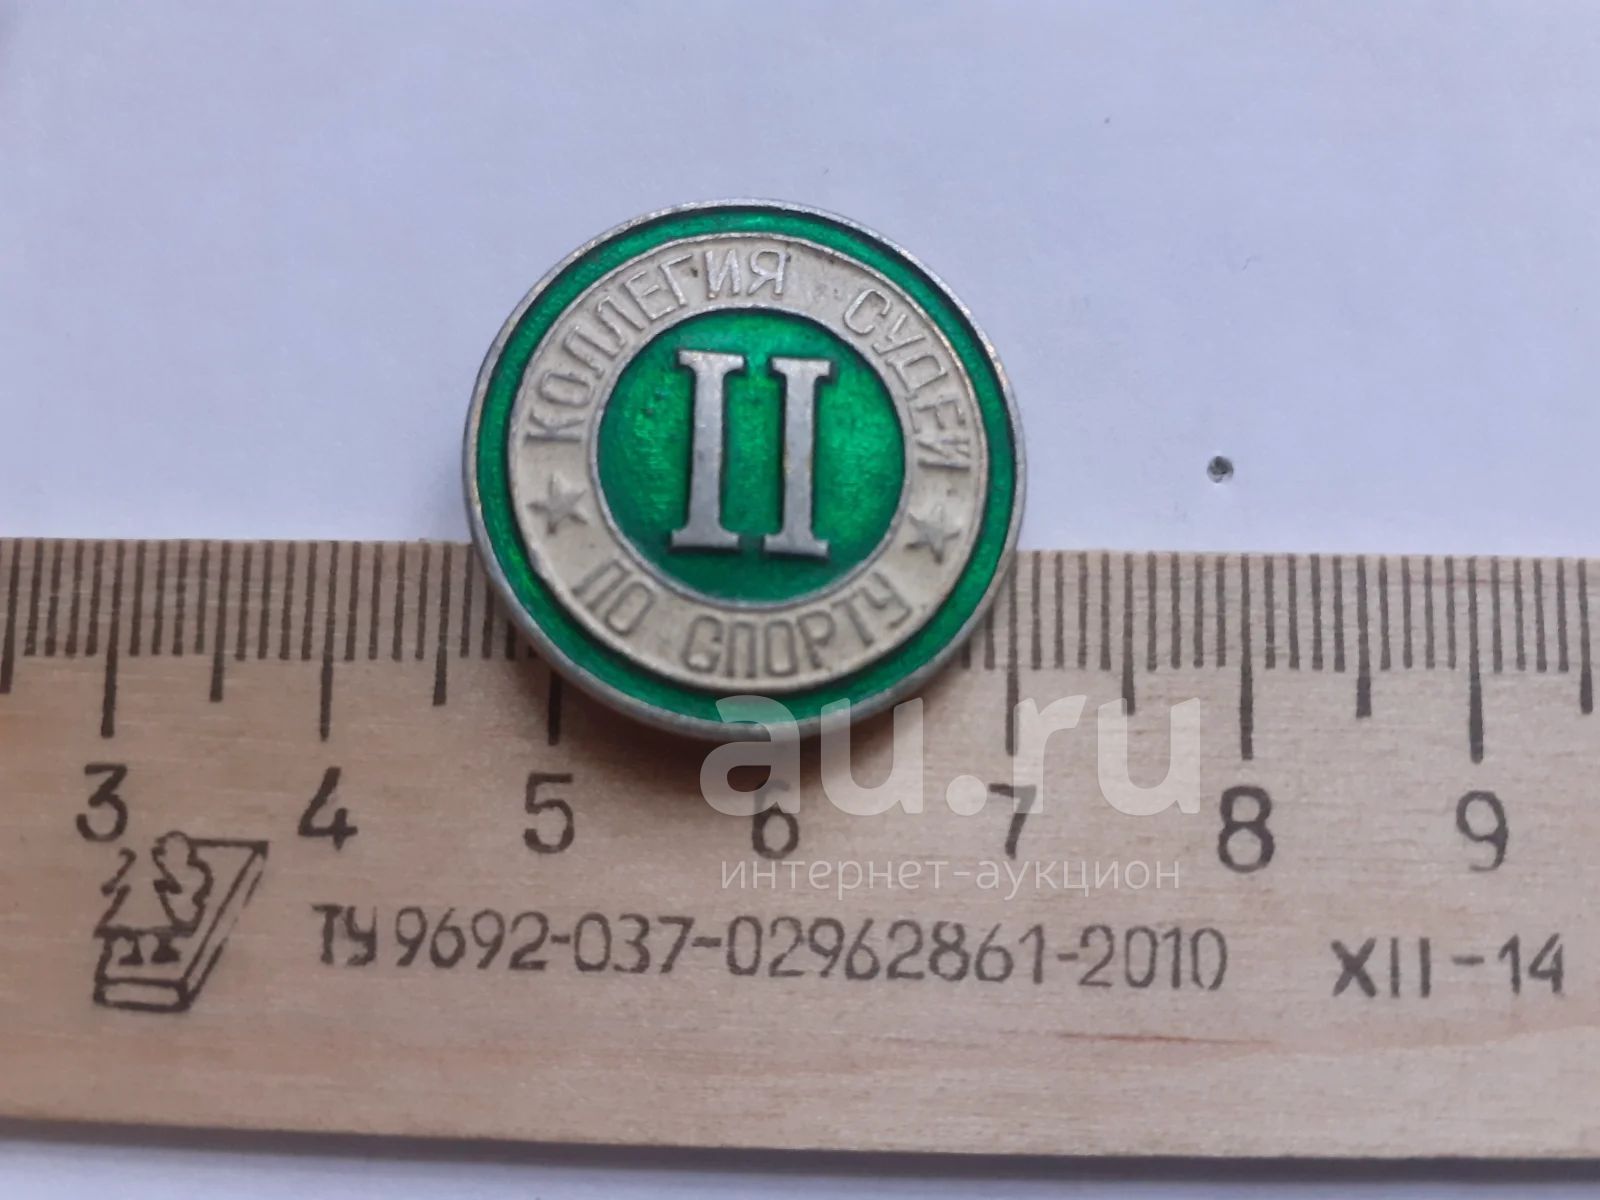 КОЛЛЕГИЯ СУДЕЙ
II
ПО СПОРТУ
3 4 5 6 7 8 9
au.ru
интернет-аукцион
ТУ 9692-037-02962861-2010 XII-14